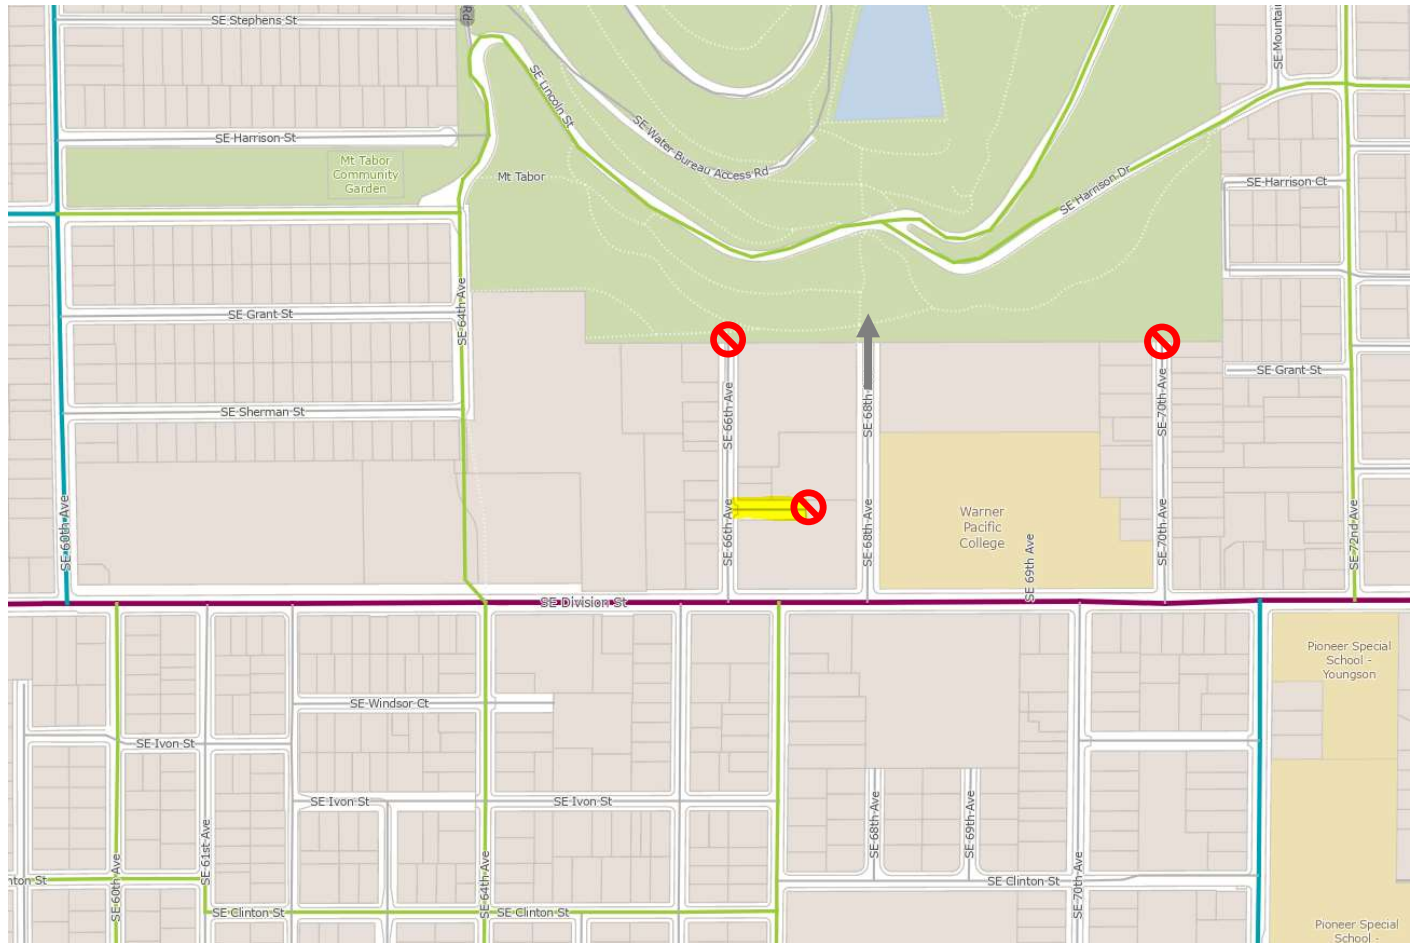 Rd
SE Stephens St
SE Mountain
SE Lincoln St
SE Harrison St
SE Water Bureau Access Rd
Mt Tabor
Community
Garden
Mt Tabor
SE Harrison Dr
SE Harrison Ct
SE 64th Ave
SE Grant St
SE Grant St
SE 66th Ave
SE 68th
SE 70th Ave
SE Sherman St
SE 60th Ave
SE 66th Ave
SE 68th Ave
Warner
Pacific
College
SE 69th Ave
SE 70th Ave
SE 72nd Ave
SE Division St
Pioneer Special
School -
Youngson
SE Windsor Ct
SE Ivon St
SE Ivon St
SE Ivon St
SE 61st Ave
SE 68th Ave
SE 69th Ave
nton St
SE 60th Ave
SE 64th Ave
SE 70th Ave
SE Clinton St
SE Clinton St
SE Clinton St
Pioneer Special
School -